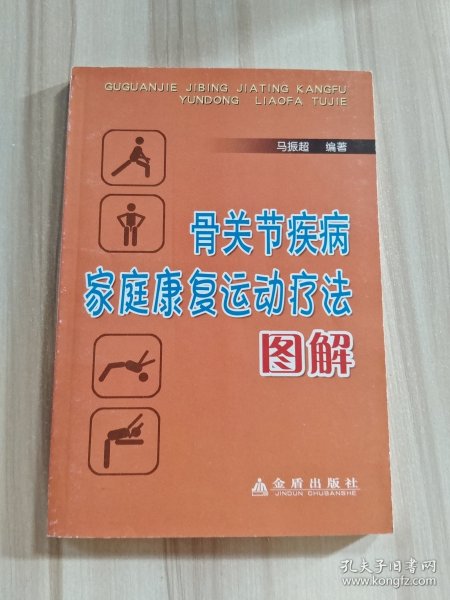 GUGUANJIE JIBING JIATING KANGFU
YUNDONG LIAOFA TUJIE
马振超 编著
骨关节疾病
家庭康复运动疗法
图解
金盾出版社
JINDUN CHUBANSHE
孔夫子旧书网
www.kongfz.com